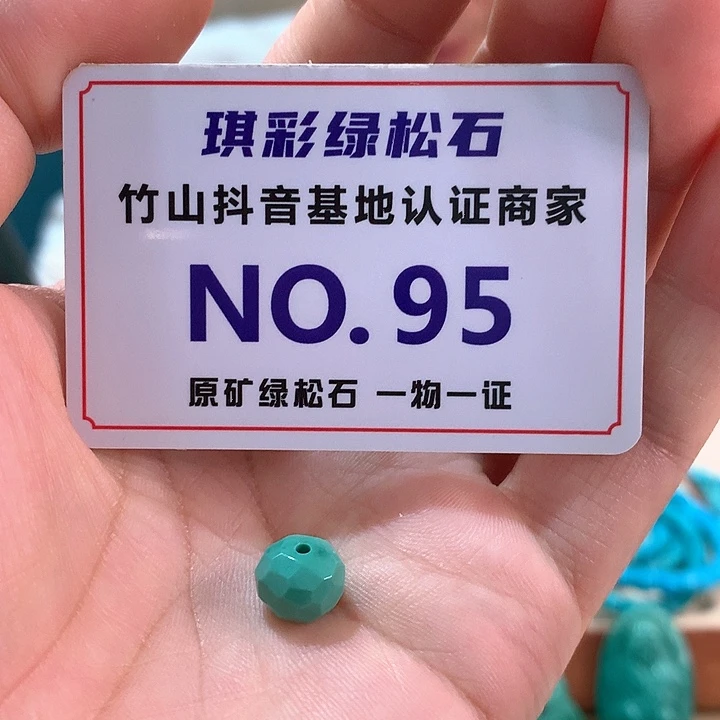 琪彩绿松石
竹山抖音基地认证商家
NO.95
原矿绿松石 一物一证